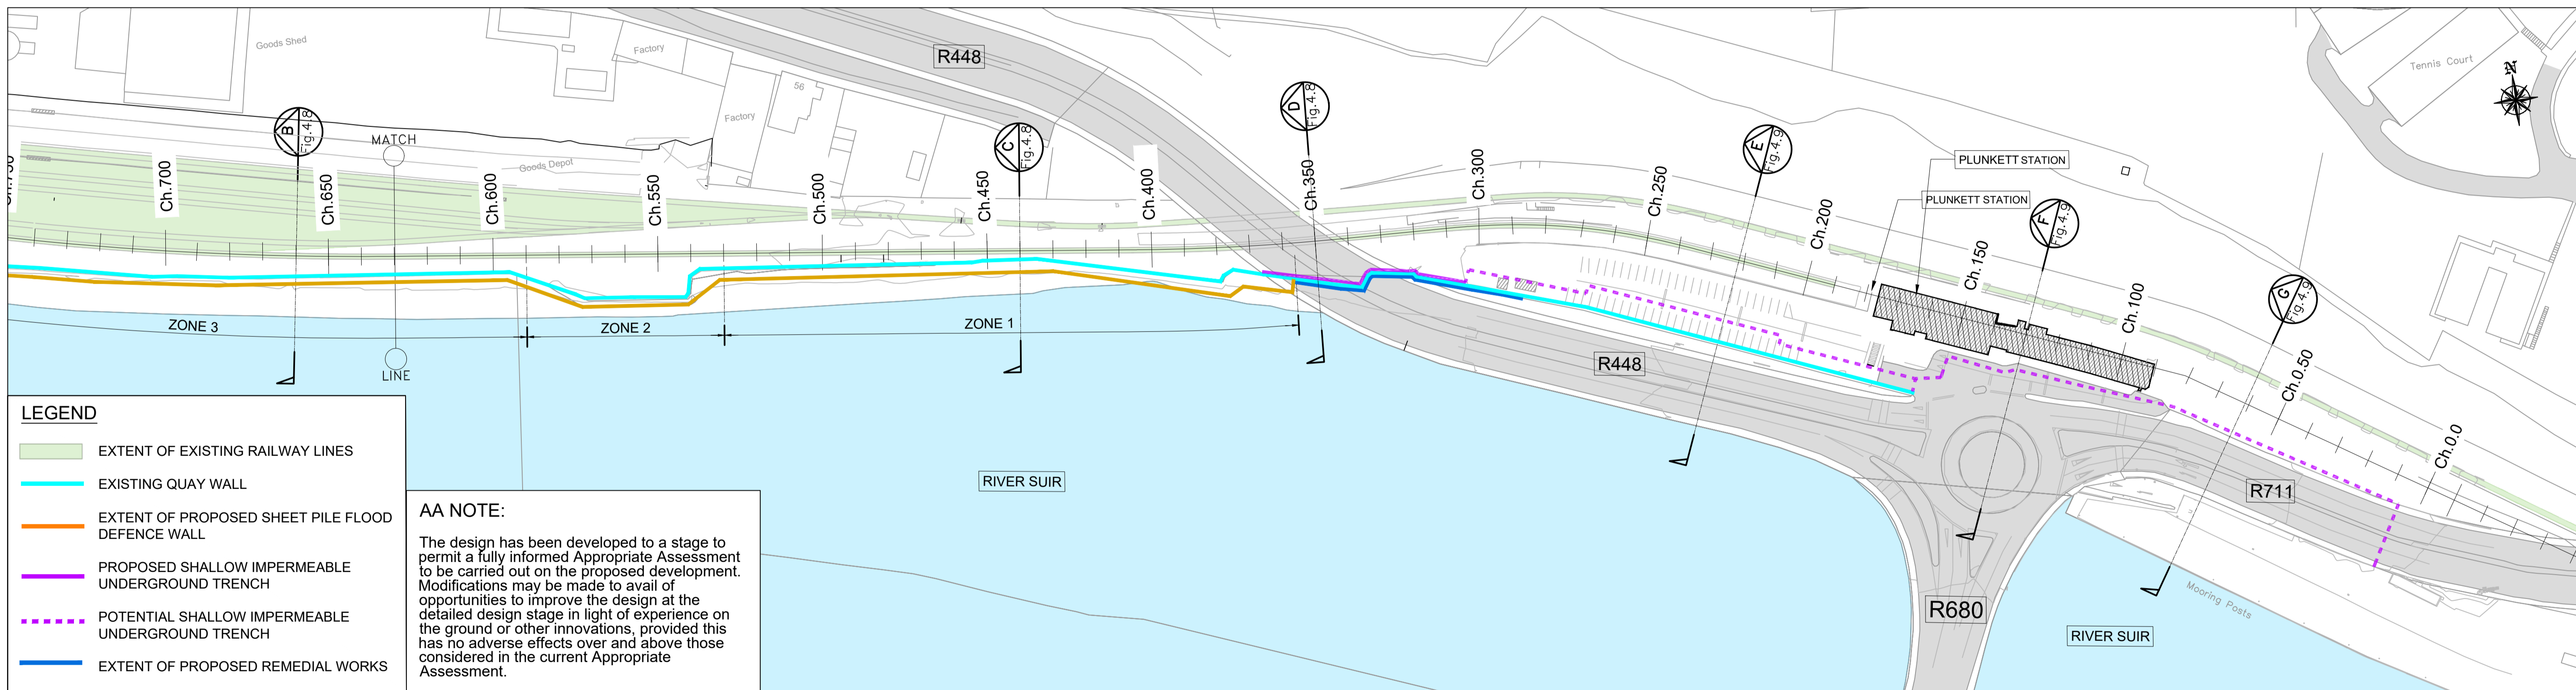 Goods Shed
Factory
R448
Tennis Court
N
56
Factory
B
Fig.4.8
MATCH
C
Fig.4.8
D
Fig.4.8
E
Fig.4.9
PLUNKETT STATION
PLUNKETT STATION
F
Fig.4.9
G
Fig.4.9
Goods Depot
Ch.700
Ch.650
Ch.600
Ch.550
Ch.500
Ch.450
Ch.400
Ch.350
Ch.300
Ch.250
Ch.200
Ch.150
Ch.100
Ch.0.50
Ch.0.0
ZONE 3
ZONE 2
ZONE 1
LINE
R448
R711
R680
RIVER SUIR
RIVER SUIR
Mooring Posts
LEGEND
EXTENT OF EXISTING RAILWAY LINES
EXISTING QUAY WALL
EXTENT OF PROPOSED SHEET PILE FLOOD
DEFENCE WALL
PROPOSED SHALLOW IMPERMEABLE
UNDERGROUND TRENCH
POTENTIAL SHALLOW IMPERMEABLE
UNDERGROUND TRENCH
EXTENT OF PROPOSED REMEDIAL WORKS
AA NOTE:
The design has been developed to a stage to
permit a fully informed Appropriate Assessment
to be carried out on the proposed development.
Modifications may be made to avail of
opportunities to improve the design at the
detailed design stage in light of experience on
the ground or other innovations, provided this
has no adverse effects over and above those
considered in the current Appropriate
Assessment.